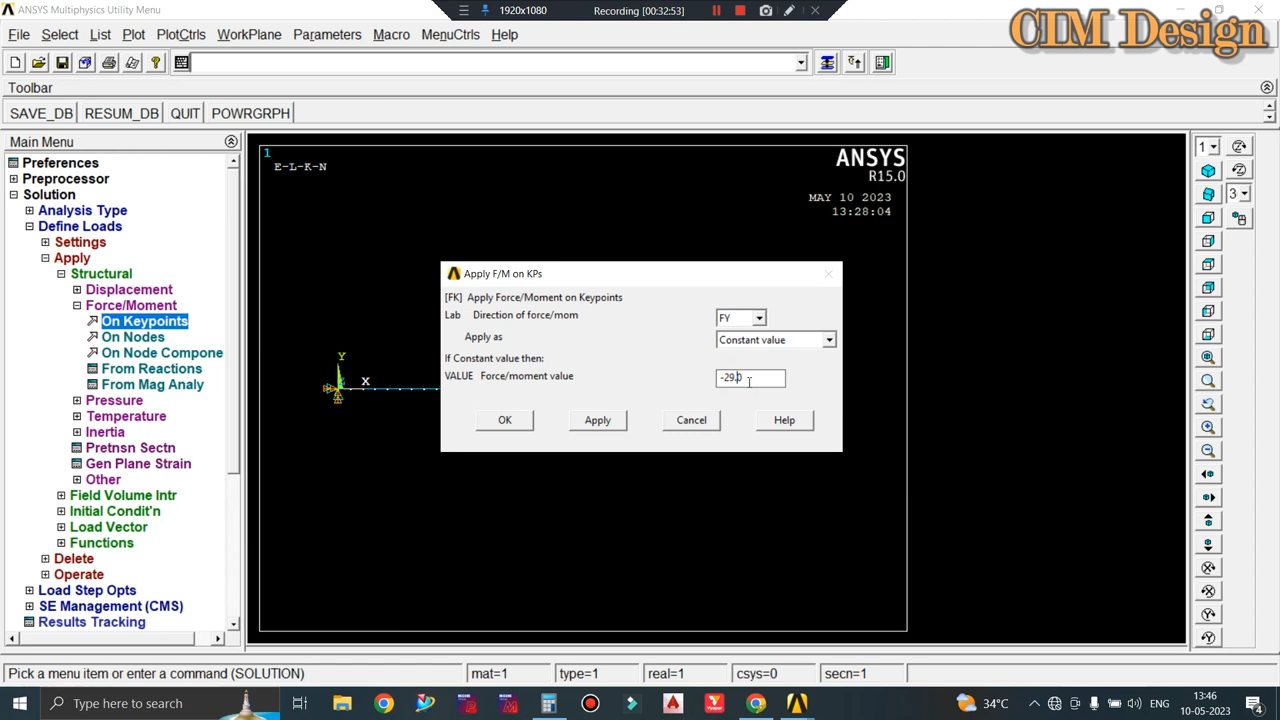 ANSYS Multiphysics Utility Menu
1920x1080
Recording [00:32:53]
CIM Design
File Select List Plot PlotCtrls WorkPlane Parameters Macro MenuCtrls Help
Toolbar
SAVE_DB RESUM_DB QUIT POWRGRPH
Main Menu
Preferences
Preprocessor
Solution
Analysis Type
Define Loads
Settings
Apply
Structural
Displacement
Force/Moment
On Keypoints
On Nodes
On Node Compone
From Reactions
From Mag Analy
Pressure
Temperature
Inertia
Pretnsn Sectn
Gen Plane Strain
Other
Field Volume Intr
Initial Condit'n
Load Vector
Functions
Delete
Operate
Load Step Opts
SE Management (CMS)
Results Tracking
1
E-L-K-N
ANSYS
R15.0
MAY 10 2023
13:28:04
Y
X
Apply F/M on KPs
[FK] Apply Force/Moment on Keypoints
Lab Direction of force/mom FY
Apply as Constant value
If Constant value then:
VALUE Force/moment value -29.0
OK Apply Cancel Help
1
3
Pick a menu item or enter a command (SOLUTION) mat=1 type=1 real=1 csys=0 secn=1
Type here to search
34°C
ENG
13:46
10-05-2023
4